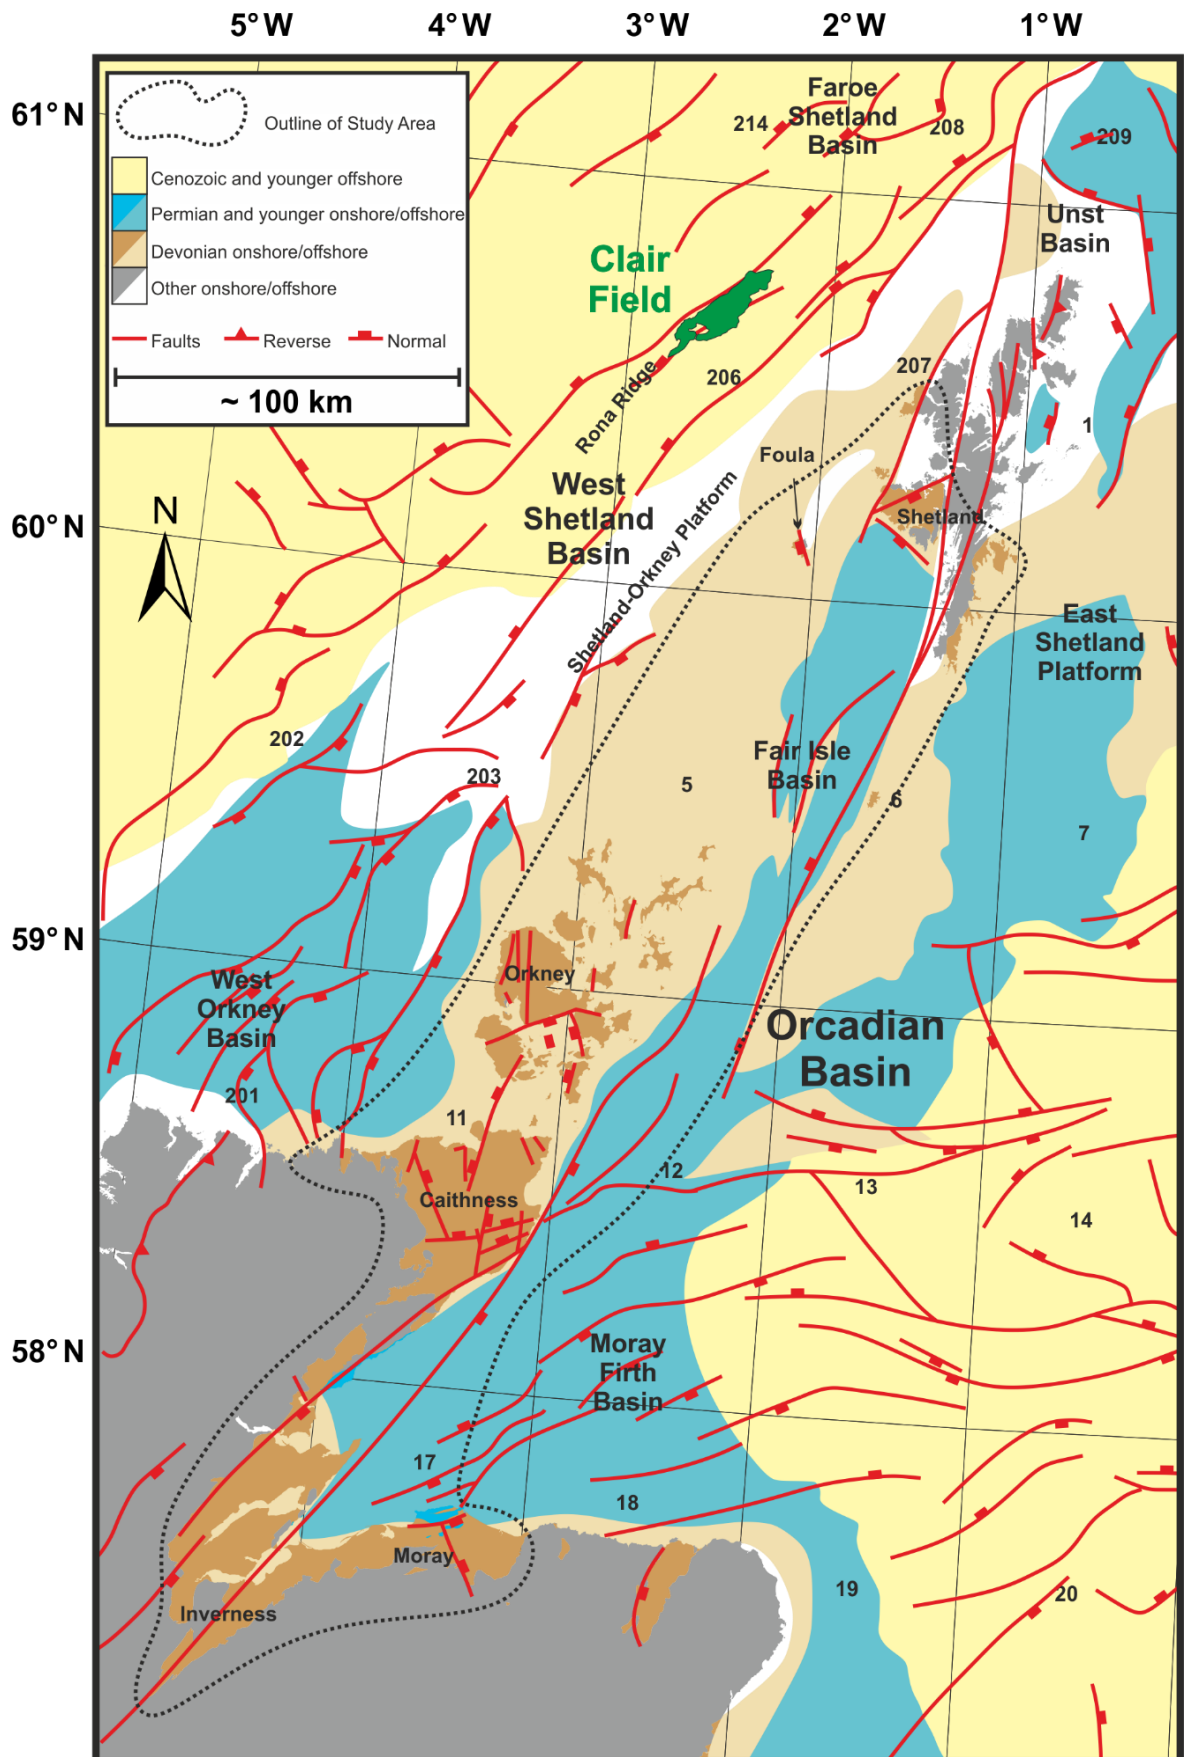 5° W
4° W
3° W
2° W
1° W
61° N
60° N
59° N
58° N
Outline of Study Area
Cenozoic and younger offshore
Permian and younger onshore/offshore
Devonian onshore/offshore
Other onshore/offshore
Faults
Reverse
Normal
~ 100 km
Faroe
Shetland
Basin
214
208
209
Unst
Basin
Clair
Field
206
207
Rona Ridge
1
Foula
West
Shetland
Basin
Shetland
N
Shetland-Orkney Platform
East
Shetland
Platform
202
203
Fair Isle
Basin
5
6
7
West
Orkney
Basin
Orkney
Orcadian
Basin
201
11
12
13
14
Caithness
Moray
Firth
Basin
17
18
19
20
Moray
Inverness